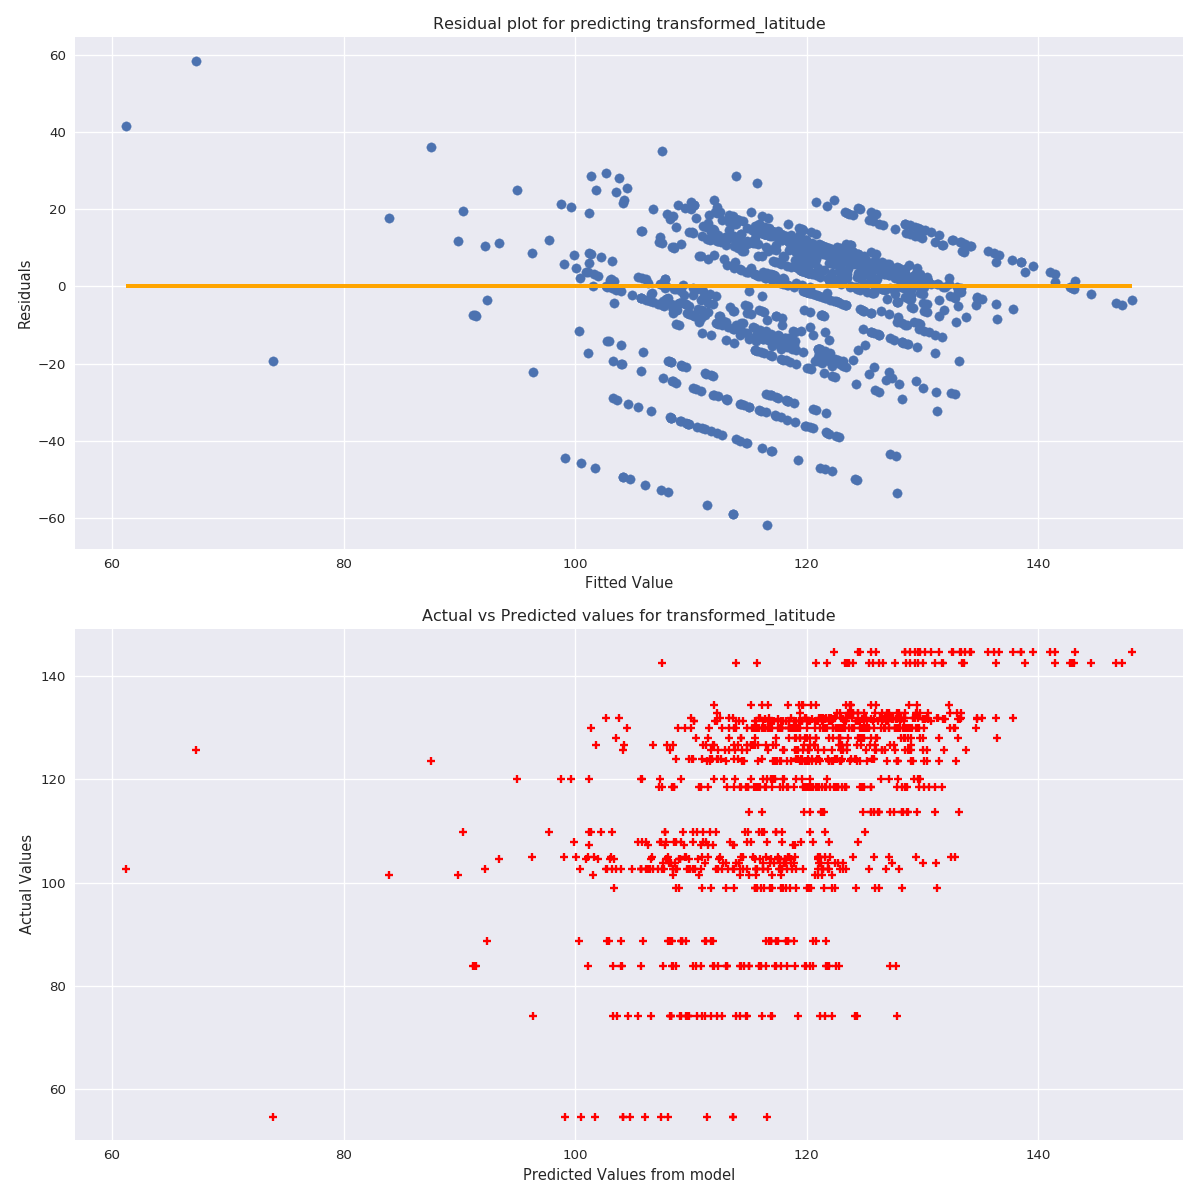 Residual plot for predicting transformed_latitude
60
40
20
0
−20
−40
−60
Residuals
60 80 100 120 140
Fitted Value
Actual vs Predicted values for transformed_latitude
140
120
100
80
60
Actual Values
60 80 100 120 140
Predicted Values from model